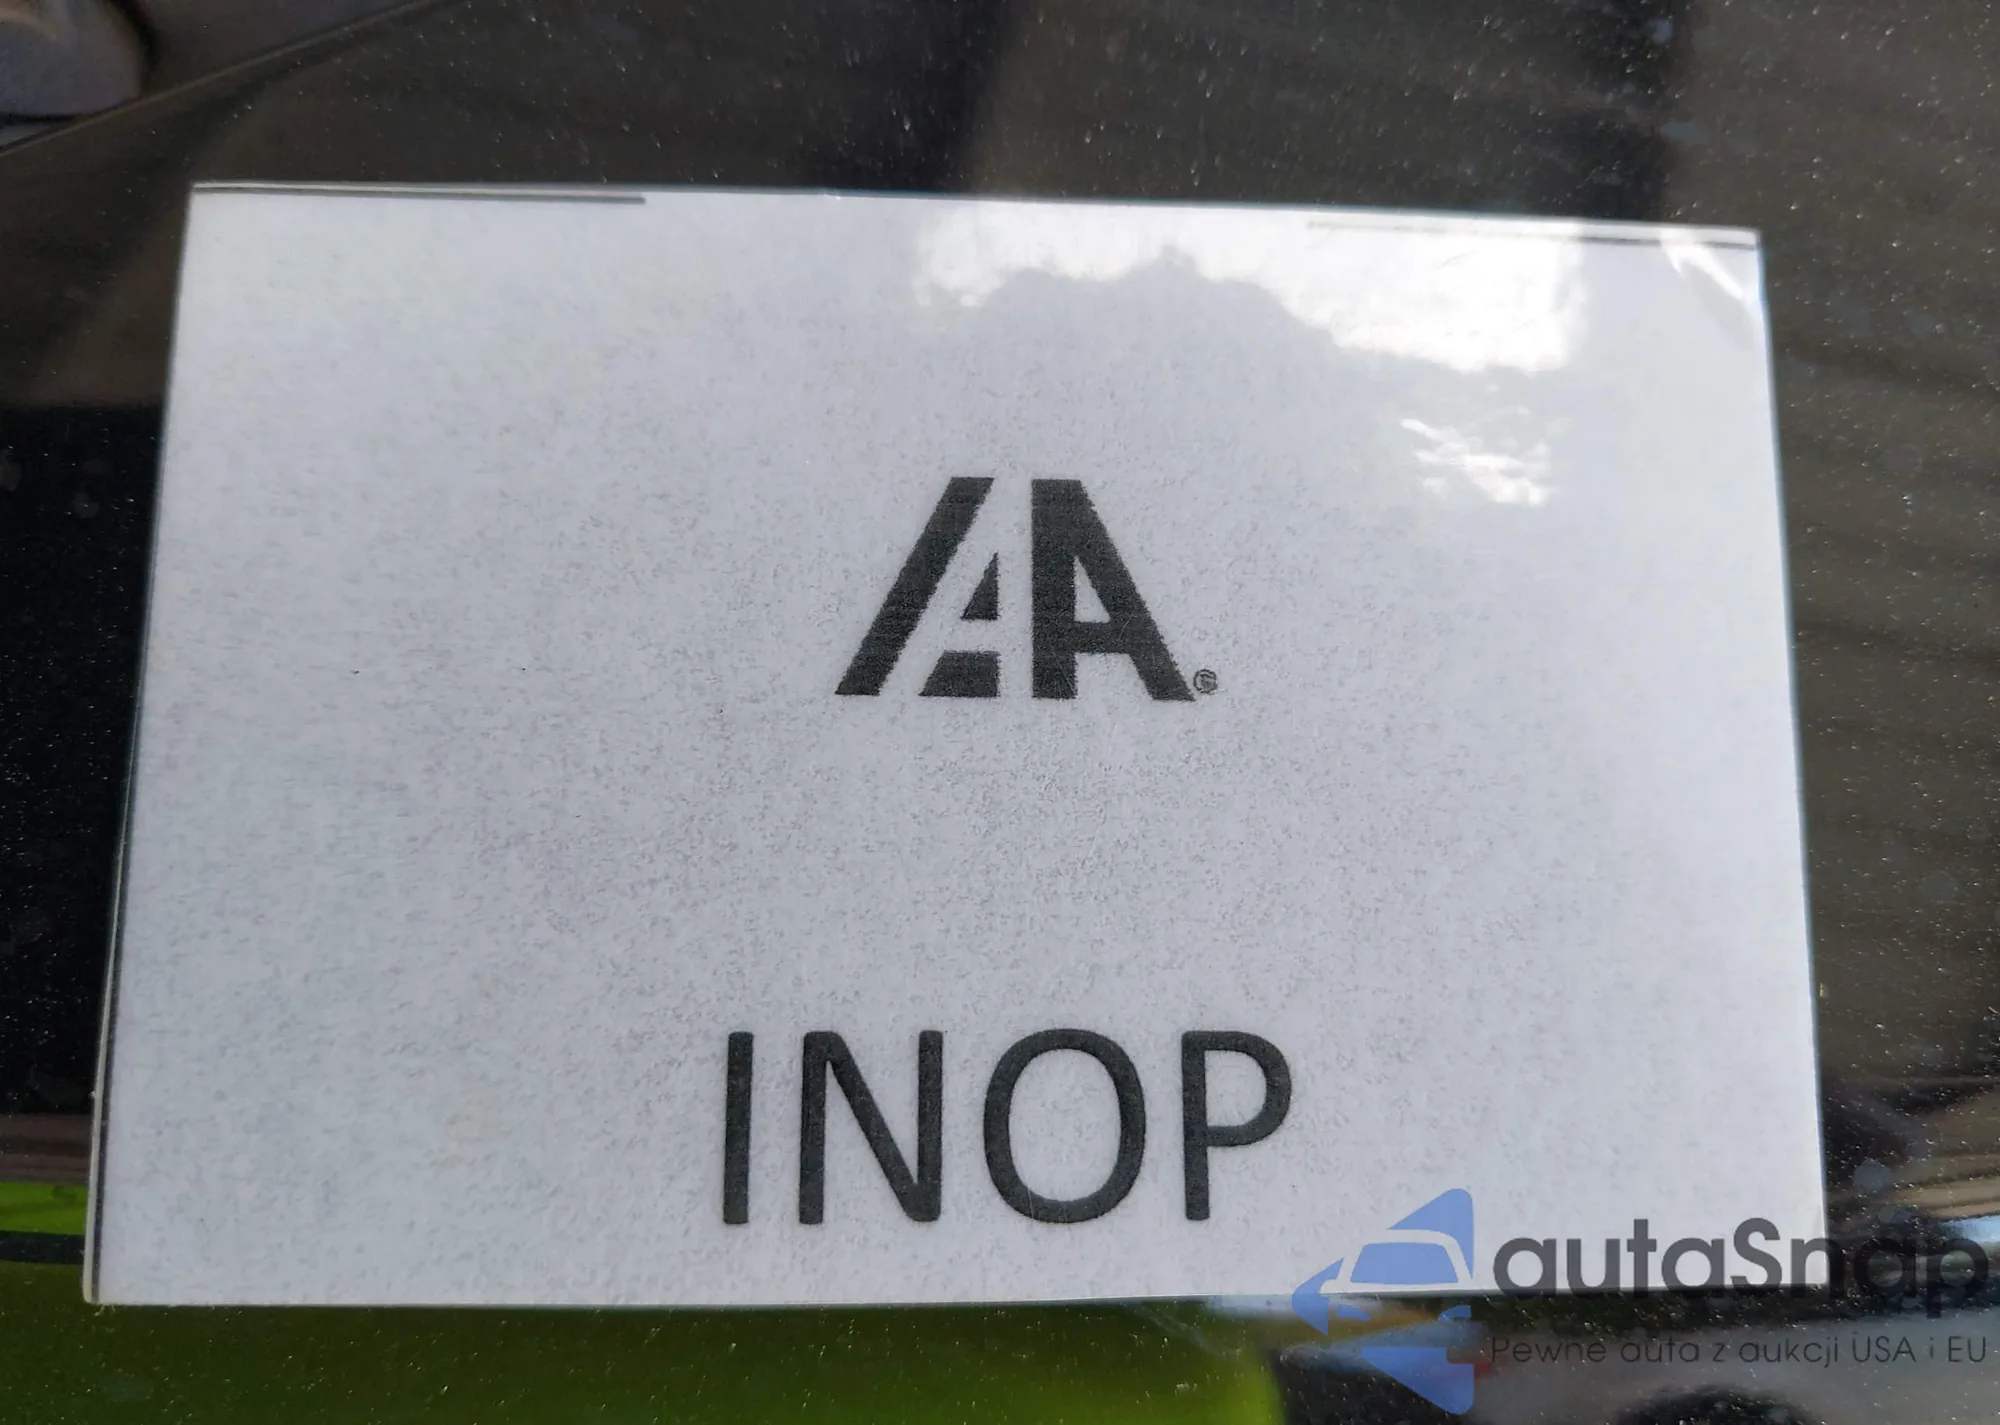 IAA®
INOP
autaSnap
Pewne auta z aukcji USA i EU